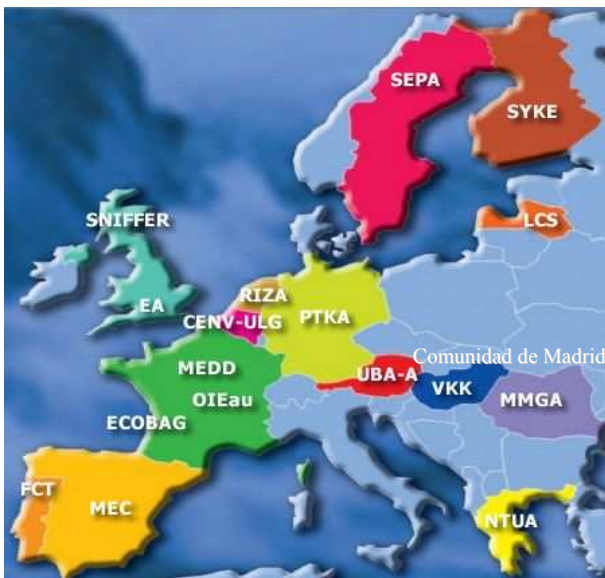 SEPA
SYKE
SNIFFER
LCS
RIZA
EA
CENV-ULG
PTKA
Comunidad de Madrid
MEDD
UBA-A
VKK
OIEau
MMGA
ECOBAG
FCT
MEC
NTUA